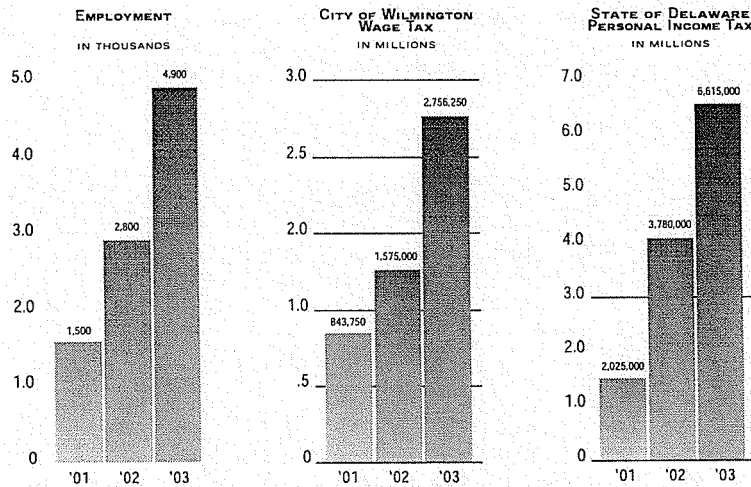 EMPLOYMENT
IN THOUSANDS
5.0
4.0
3.0
2.0
1.0
0
4,900
2,800
1,500
'01 '02 '03
CITY OF WILMINGTON
WAGE TAX
IN MILLIONS
3.0
2.5
2.0
1.0
.5
0
2,756,250
1,575,000
843,750
'01 '02 '03
STATE OF DELAWARE
PERSONAL INCOME TAX
IN MILLIONS
7.0
6.0
5.0
4.0
3.0
2.0
1.0
0
6,615,000
3,780,000
2,025,000
'01 '02 '03